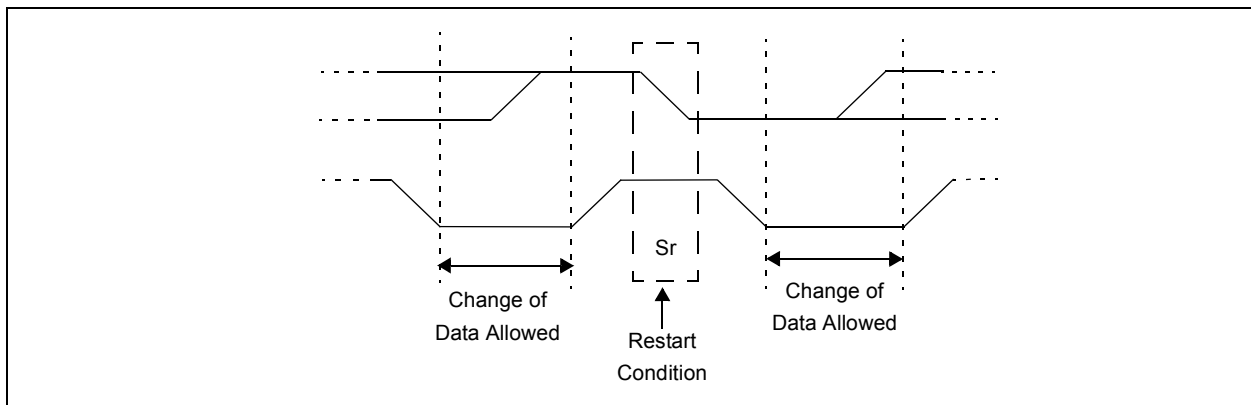 Sr
Change of
Data Allowed
Restart
Condition
Change of
Data Allowed